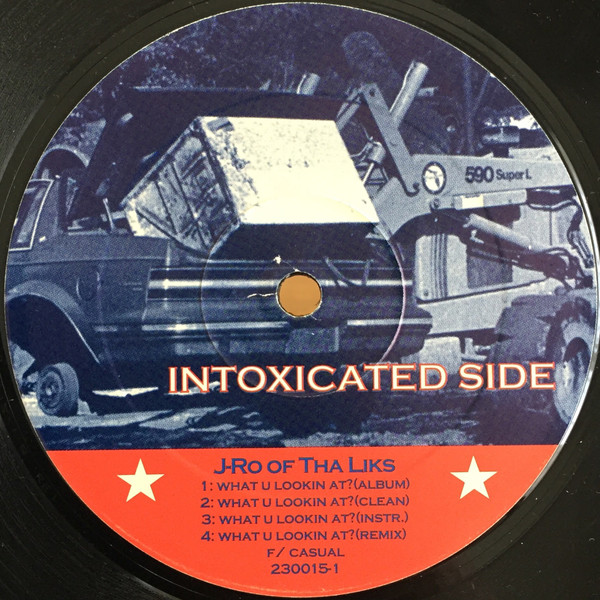 590 Super L
INTOXICATED SIDE
J-RO OF THA LIKS
1: WHAT U LOOKIN AT?(ALBUM)
2: WHAT U LOOKIN AT?(CLEAN)
3: WHAT U LOOKIN AT?(INSTR.)
4: WHAT U LOOKIN AT?(REMIX)
F/ CASUAL
230015-1